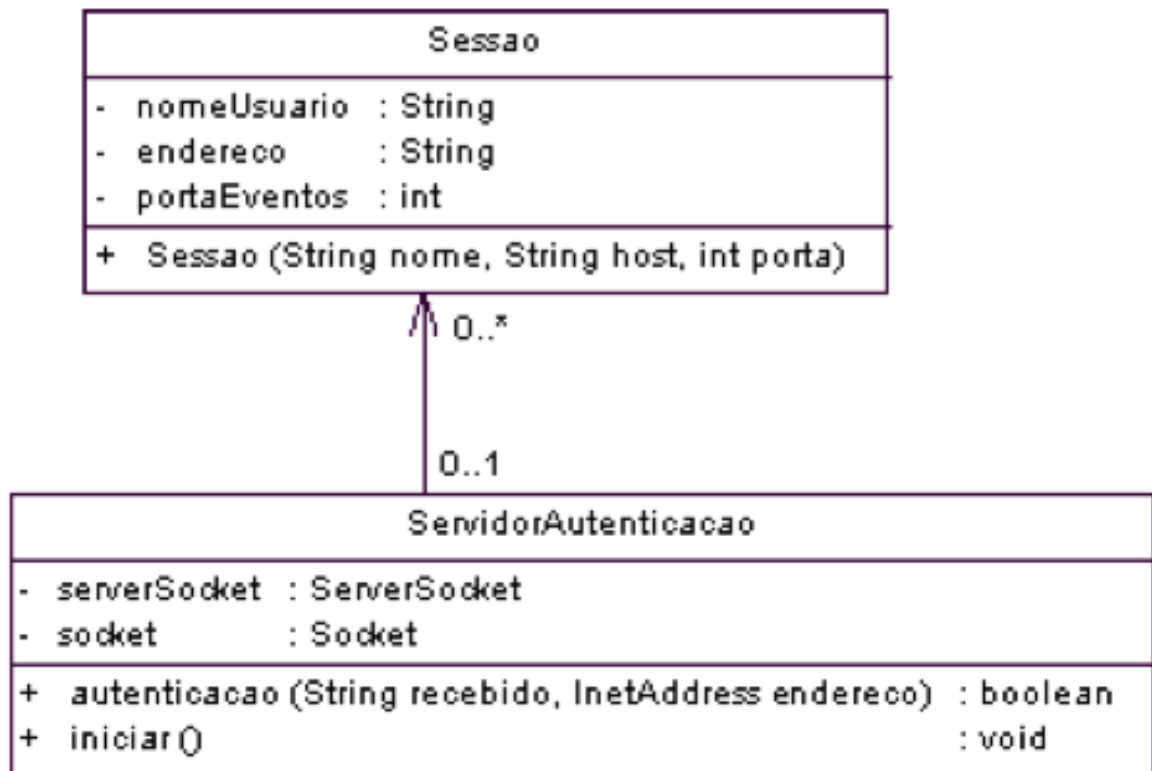 Sessao
- nomeUsuario : String
- endereco : String
- portaEventos : int
+ Sessao (String nome, String host, int porta)
0..*
0..1
ServidorAutenticacao
- serverSocket : ServerSocket
- socket : Socket
+ autenticacao (String recebido, InetAddress endereco) : boolean
+ iniciar () : void